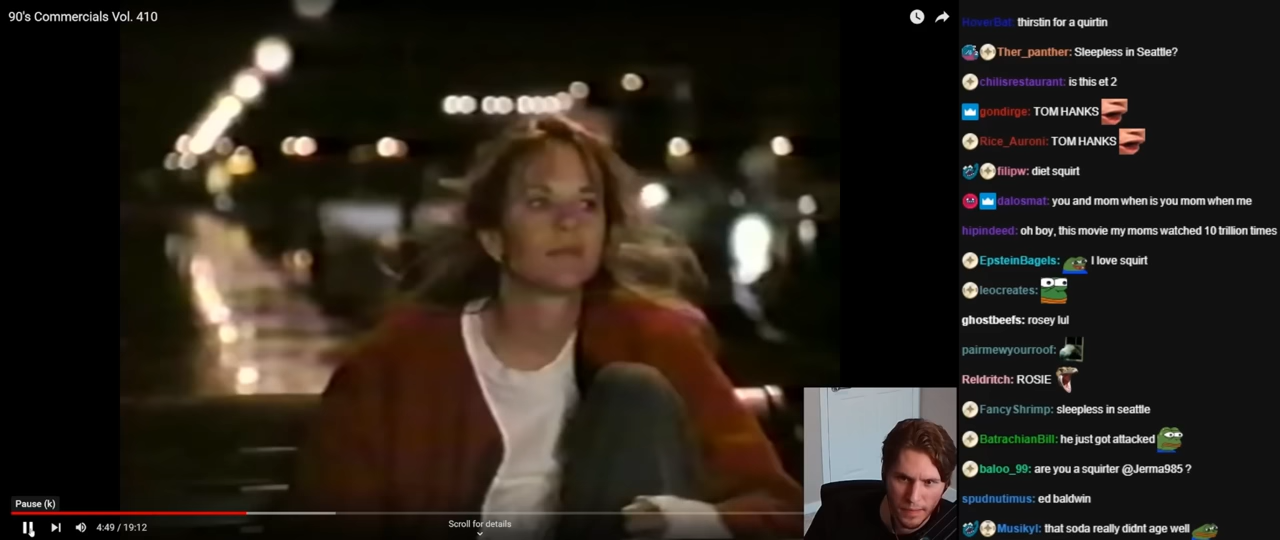 90's Commercials Vol. 410
HoverBat: thirstin for a quirtin
Ther_panther: Sleepless in Seattle?
chilisrestaurant: is this et 2
gondirge: TOM HANKS
Rice_Auroni: TOM HANKS
filipw: diet squirt
dalosmat: you and mom when is you mom when me
hipindeed: oh boy, this movie my moms watched 10 trillion times
EpsteinBagels: I love squirt
leocreates:
ghostbeefs: rosey lul
pairmewyourroof:
Reldritch: ROSIE
FancyShrimp: sleepless in seattle
BatrachianBill: he just got attacked
baloo_99: are you a squirter @Jerma985 ?
spudnutimus: ed baldwin
Musikyl: that soda really didnt age well
Pause (k)
4:49 / 19:12
Scroll for details